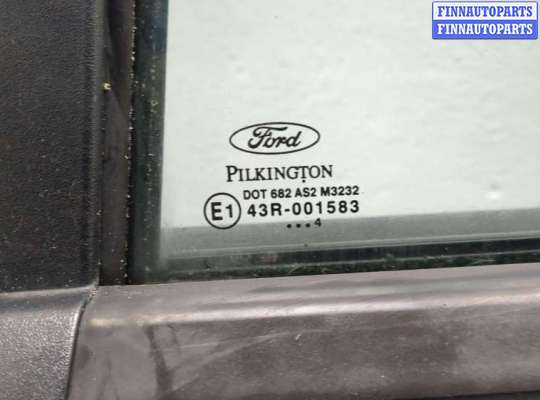 FINNAUTOPARTS
FINNAUTOPARTS
Ford
PILKINGTON
DOT 682 AS2 M3232
E1 43R-001583
•••4